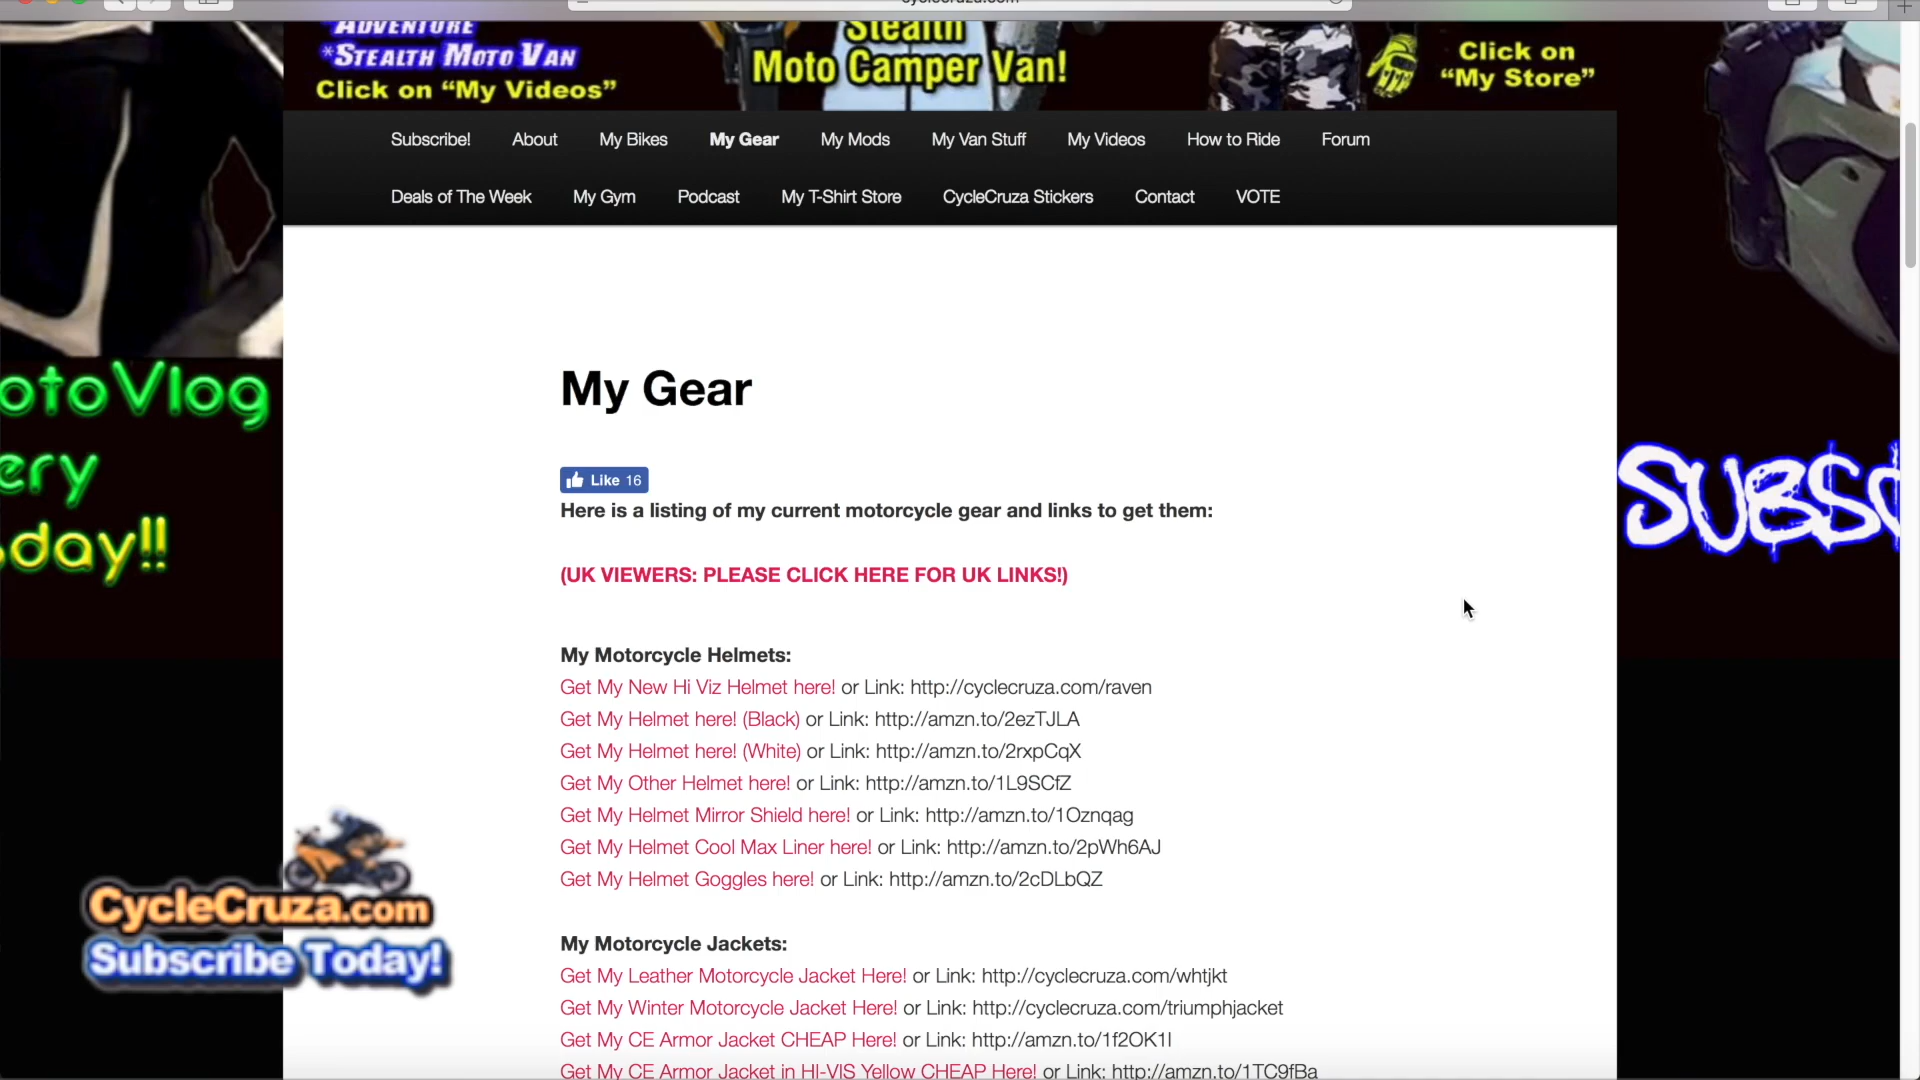 ADVENTURE
*STEALTH MOTO VAN
Click on “My Videos”
Stealth
Moto Camper Van!
Click on
“My Store”
Subscribe! About My Bikes My Gear My Mods My Van Stuff My Videos How to Ride Forum
Deals of The Week My Gym Podcast My T-Shirt Store CycleCruza Stickers Contact VOTE
My Gear
Like 16
Here is a listing of my current motorcycle gear and links to get them:
(UK VIEWERS: PLEASE CLICK HERE FOR UK LINKS!)
My Motorcycle Helmets:
Get My New Hi Viz Helmet here! or Link: http://cyclecruza.com/raven
Get My Helmet here! (Black) or Link: http://amzn.to/2ezTJLA
Get My Helmet here! (White) or Link: http://amzn.to/2rxpCqX
Get My Other Helmet here! or Link: http://amzn.to/1L9SCfZ
Get My Helmet Mirror Shield here! or Link: http://amzn.to/1Oznqag
Get My Helmet Cool Max Liner here! or Link: http://amzn.to/2pWh6AJ
Get My Helmet Goggles here! or Link: http://amzn.to/2cDLbQZ
My Motorcycle Jackets:
Get My Leather Motorcycle Jacket Here! or Link: http://cyclecruza.com/whtjkt
Get My Winter Motorcycle Jacket Here! or Link: http://cyclecruza.com/triumphjacket
Get My CE Armor Jacket CHEAP Here! or Link: http://amzn.to/1f2OK1l
Get My CE Armor Jacket in HI-VIS Yellow CHEAP Here! or Link: http://amzn.to/1TC9fBa
otoVlog
ery
day!!
SUBSC
CycleCruza.com
Subscribe Today!